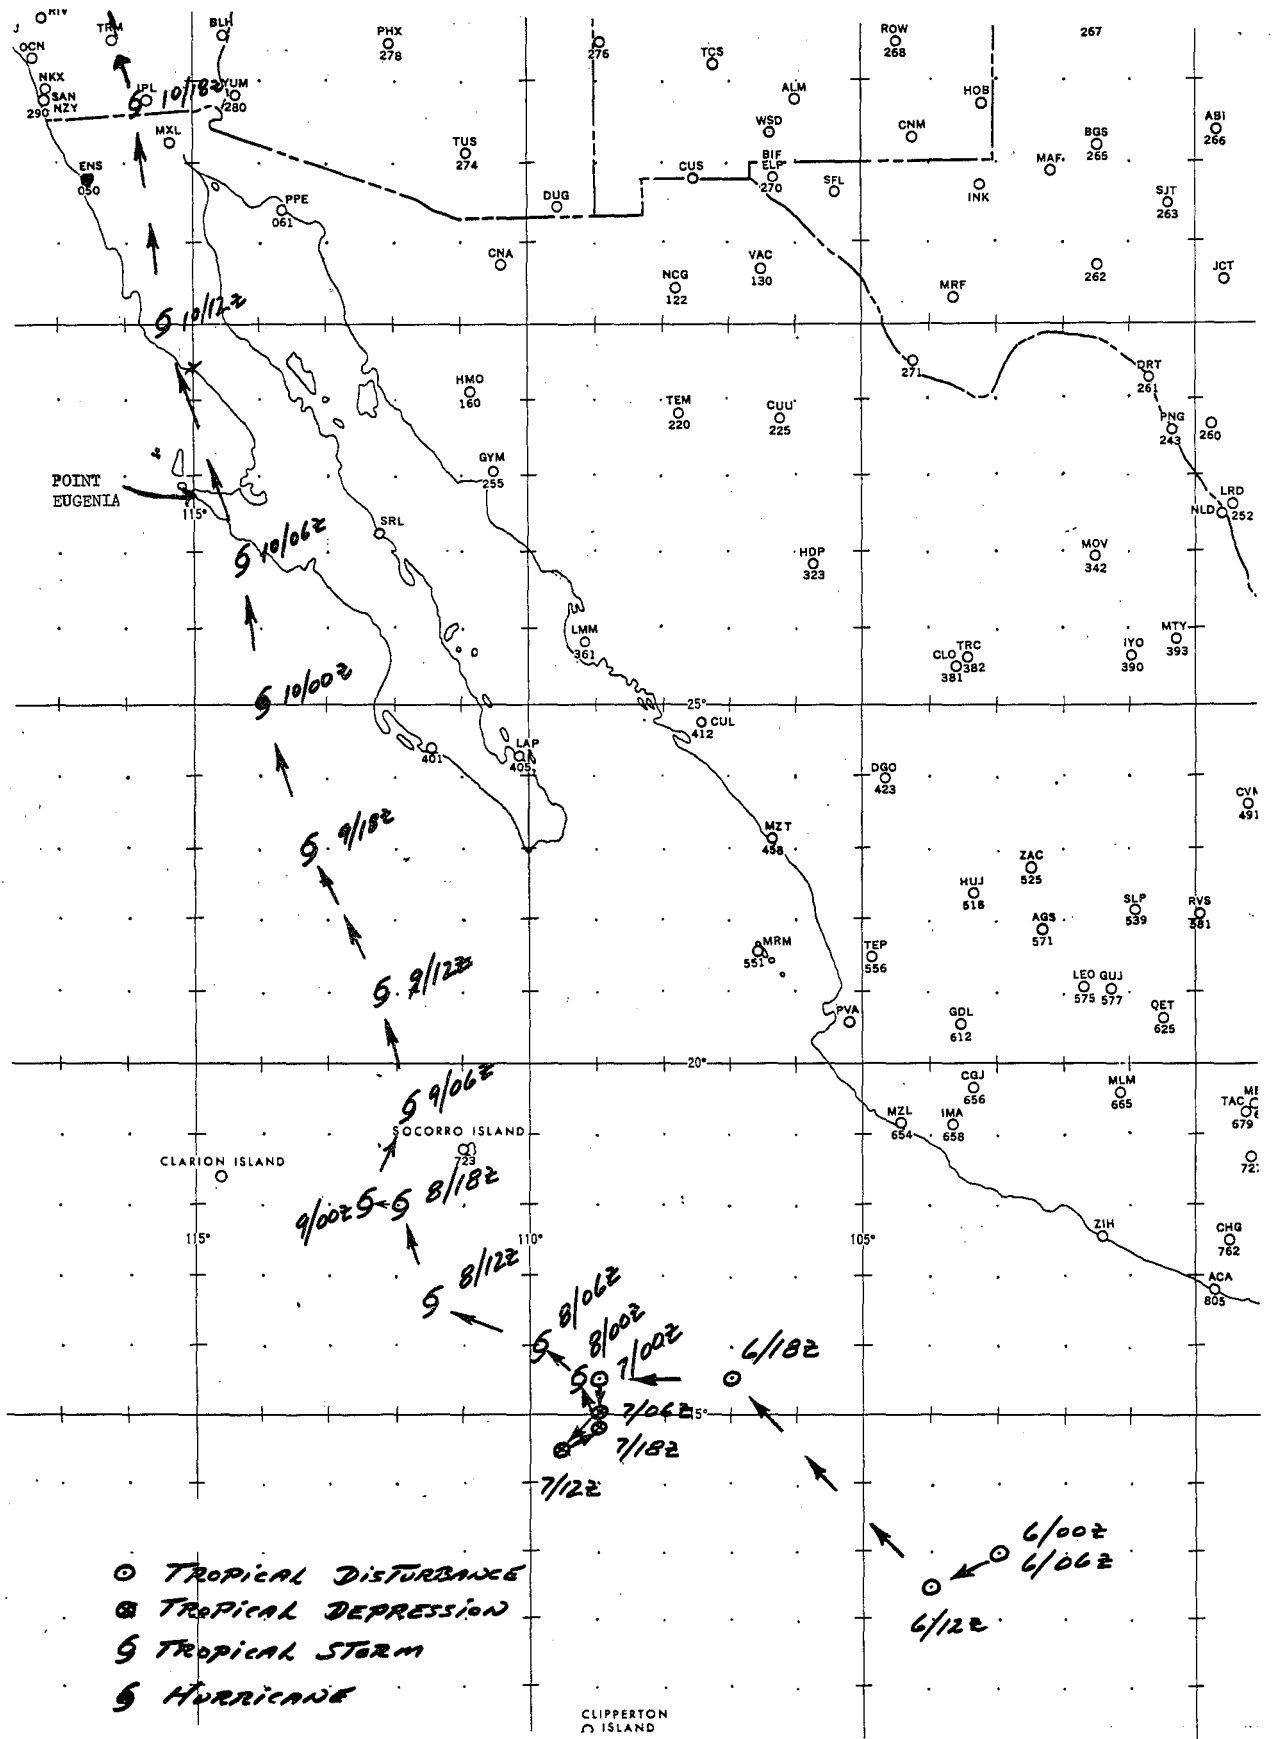 RIV
J
TRM
BLH
PHX
278
276
TCS
ROW
268
267
OCN
NKX
SAN
NZY
290
IPL
10/18Z
YUM
280
ALM
HOB
MXL
WSD
CNM
BGS
265
ABI
266
TUS
274
ENS
050
CUS
BIF
ELP
270
SFL
MAF
INK
SJT
263
PPE
061
DUG
CNA
VAC
130
NCG
122
262
JCT
MRF
10/12Z
271
DRT
261
HMO
160
TEM
220
CUU
225
PNG
243
260
GYM
255
POINT
EUGENIA
115°
LRD
NLD
252
SRL
10/06Z
HDP
323
MOV
342
LMM
361
MTY
393
IYO
390
TRC
CLO
382
381
10/00Z
25°
CUL
412
LAP
405
401
DGO
423
CVM
491
9/18Z
MZT
458
ZAC
525
HUJ
518
SLP
539
RVS
581
AGS
571
MRM
551
TEP
556
9/12Z
LEO
575
GUJ
577
PVA
GDL
612
QET
625
20°
9/06Z
CGJ
656
MLM
665
TAC
679
MZL
654
IMA
658
SOCORRO ISLAND
723
CLARION ISLAND
8/18Z
9/00Z
115°
110°
105°
ZIH
CHG
762
8/12Z
ACA
805
8/06Z
8/00Z
7/00Z
6/18Z
7/06Z
15°
7/18Z
7/12Z
6/00Z
6/06Z
6/12Z
TROPICAL DISTURBANCE
TROPICAL DEPRESSION
TROPICAL STORM
HURRICANE
CLIPPERTON
ISLAND